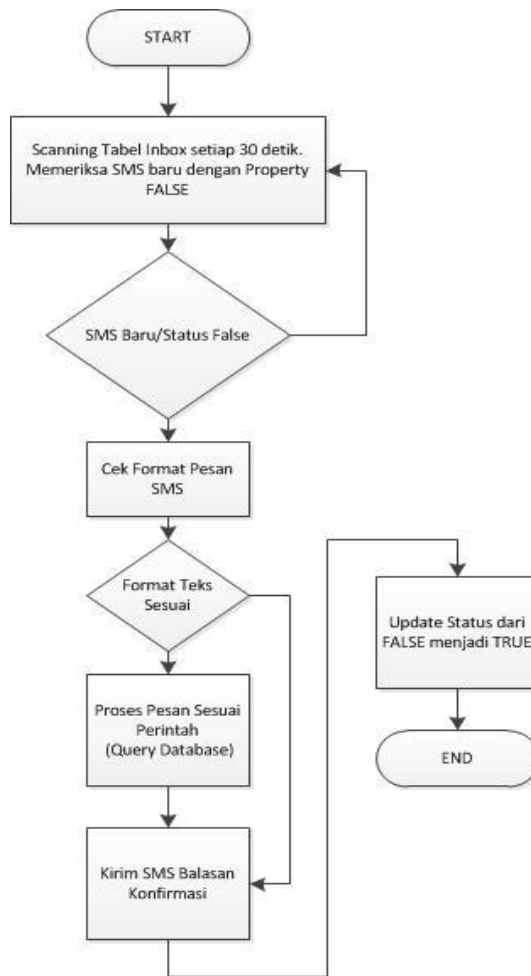 START
Scanning Tabel Inbox setiap 30 detik.
Memeriksa SMS baru dengan Property
FALSE
SMS Baru/Status False
Cek Format Pesan
SMS
Format Teks
Sesuai
Proses Pesan Sesuai
Perintah
(Query Database)
Kirim SMS Balasan
Konfirmasi
Update Status dari
FALSE menjadi TRUE
END